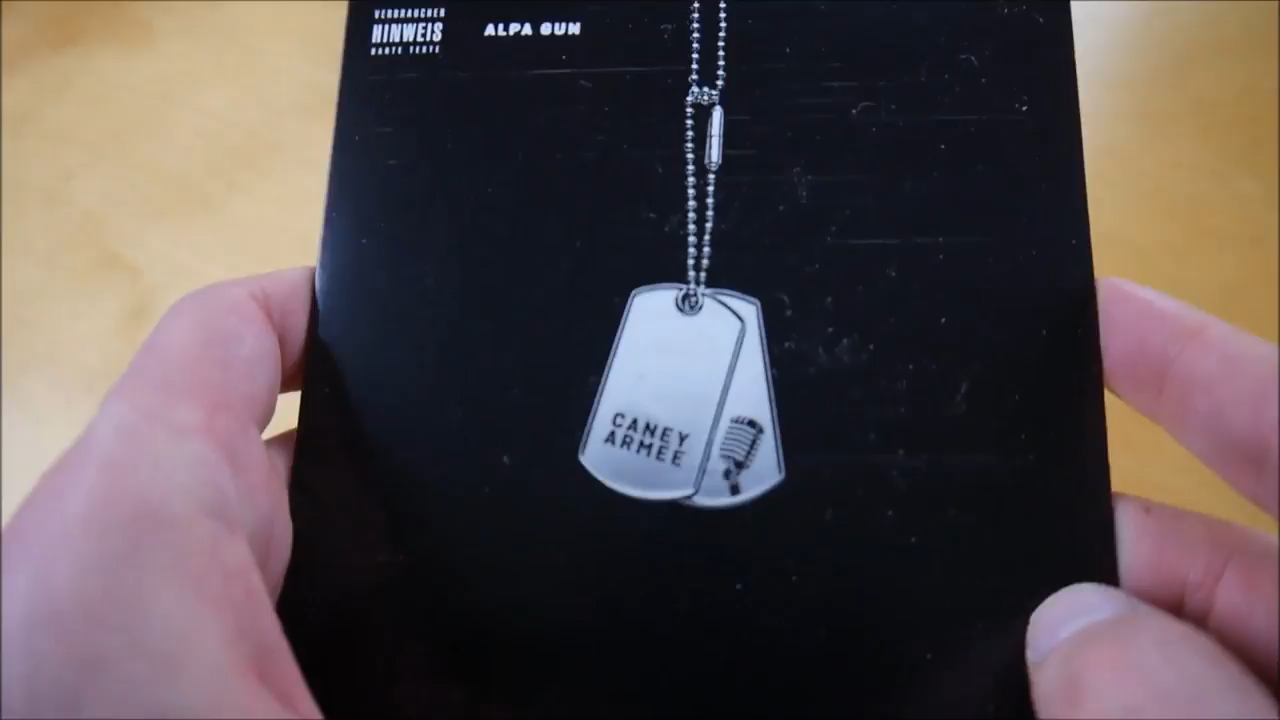 VERBRAUCHER
HINWEIS
HARTE TEXTE
ALPA GUN
CANEY
ARMEE